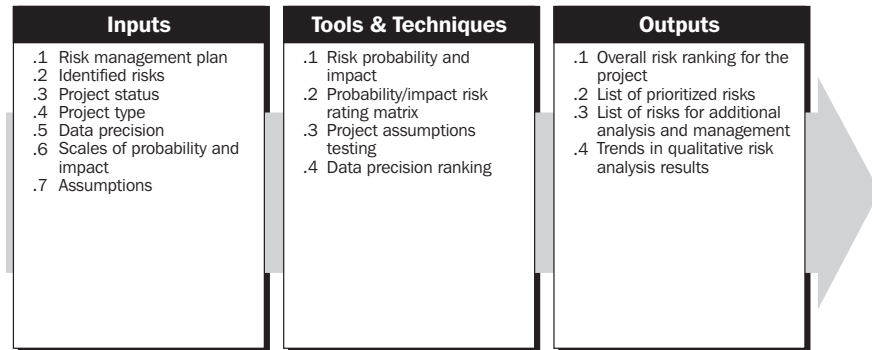 Inputs
.1 Risk management plan
.2 Identified risks
.3 Project status
.4 Project type
.5 Data precision
.6 Scales of probability and
impact
.7 Assumptions
Tools & Techniques
.1 Risk probability and
impact
.2 Probability/impact risk
rating matrix
.3 Project assumptions
testing
.4 Data precision ranking
Outputs
.1 Overall risk ranking for the
project
.2 List of prioritized risks
.3 List of risks for additional
analysis and management
.4 Trends in qualitative risk
analysis results